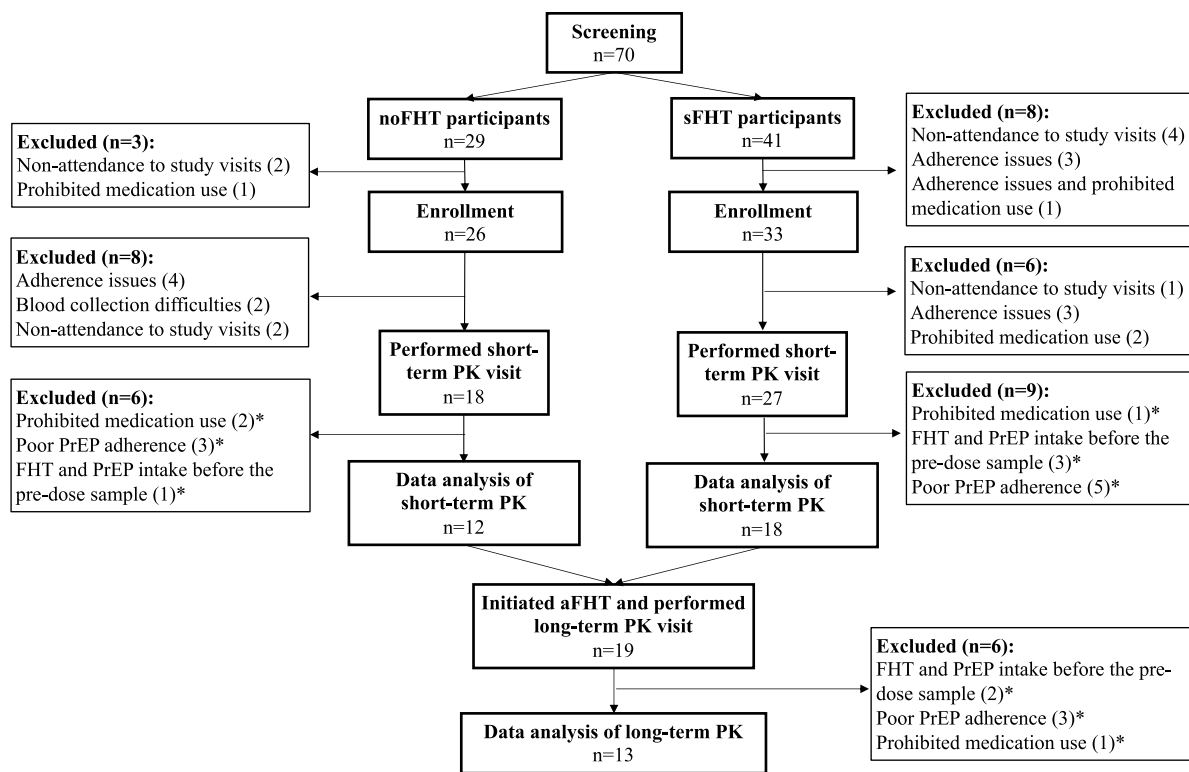 Screening
n=70
noFHT participants
n=29
sFHT participants
n=41
Excluded (n=3):
Non-attendance to study visits (2)
Prohibited medication use (1)
Excluded (n=8):
Non-attendance to study visits (4)
Adherence issues (3)
Adherence issues and prohibited
medication use (1)
Enrollment
n=26
Enrollment
n=33
Excluded (n=8):
Adherence issues (4)
Blood collection difficulties (2)
Non-attendance to study visits (2)
Excluded (n=6):
Non-attendance to study visits (1)
Adherence issues (3)
Prohibited medication use (2)
Performed short-
term PK visit
n=18
Performed short-
term PK visit
n=27
Excluded (n=6):
Prohibited medication use (2)*
Poor PrEP adherence (3)*
FHT and PrEP intake before the
pre-dose sample (1)*
Excluded (n=9):
Prohibited medication use (1)*
FHT and PrEP intake before the
pre-dose sample (3)*
Poor PrEP adherence (5)*
Data analysis of
short-term PK
n=12
Data analysis of
short-term PK
n=18
Initiated aFHT and performed
long-term PK visit
n=19
Excluded (n=6):
FHT and PrEP intake before the pre-
dose sample (2)*
Poor PrEP adherence (3)*
Prohibited medication use (1)*
Data analysis of long-term PK
n=13